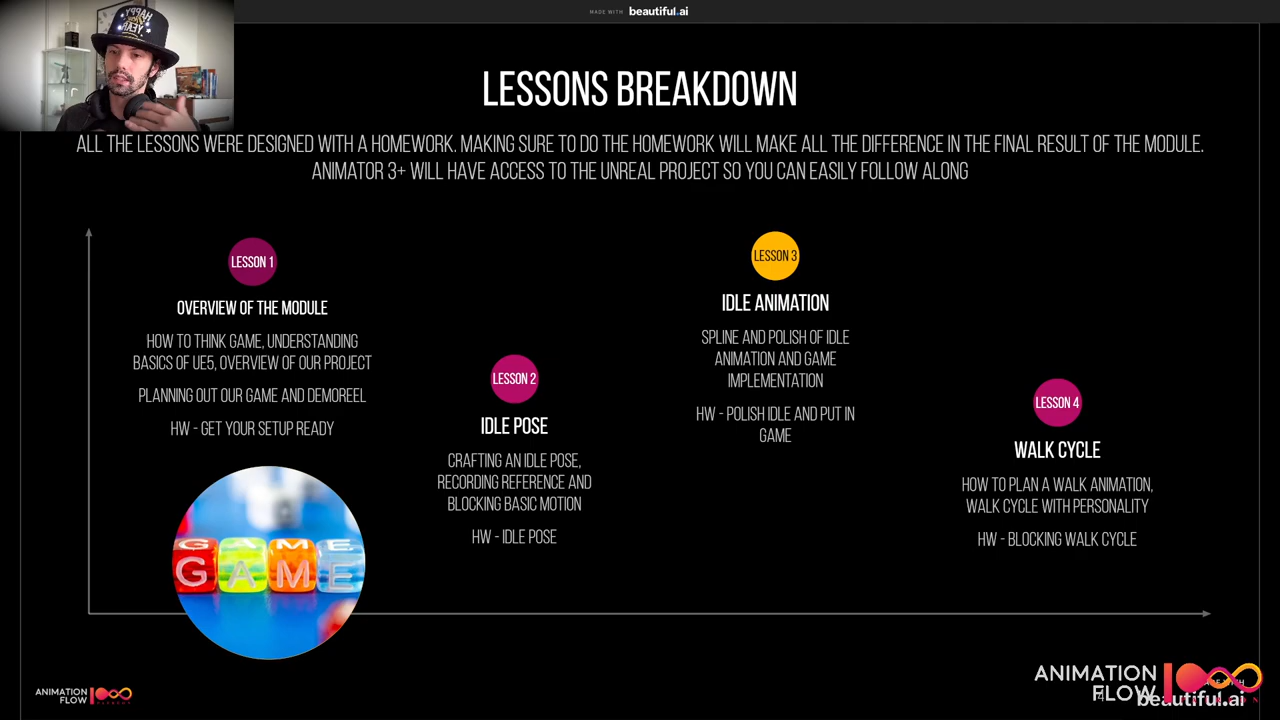 MADE WITH beautiful.ai
HAPPY
YEAR
LESSONS BREAKDOWN
ALL THE LESSONS WERE DESIGNED WITH A HOMEWORK. MAKING SURE TO DO THE HOMEWORK WILL MAKE ALL THE DIFFERENCE IN THE FINAL RESULT OF THE MODULE.
ANIMATOR 3+ WILL HAVE ACCESS TO THE UNREAL PROJECT SO YOU CAN EASILY FOLLOW ALONG
LESSON 1
OVERVIEW OF THE MODULE
HOW TO THINK GAME, UNDERSTANDING
BASICS OF UE5, OVERVIEW OF OUR PROJECT
PLANNING OUT OUR GAME AND DEMOREEL
HW - GET YOUR SETUP READY
GAME
GAME
LESSON 2
IDLE POSE
CRAFTING AN IDLE POSE,
RECORDING REFERENCE AND
BLOCKING BASIC MOTION
HW - IDLE POSE
LESSON 3
IDLE ANIMATION
SPLINE AND POLISH OF IDLE
ANIMATION AND GAME
IMPLEMENTATION
HW - POLISH IDLE AND PUT IN
GAME
LESSON 4
WALK CYCLE
HOW TO PLAN A WALK ANIMATION,
WALK CYCLE WITH PERSONALITY
HW - BLOCKING WALK CYCLE
ANIMATION
FLOW
ANIMATION
FLOW
beautiful.ai